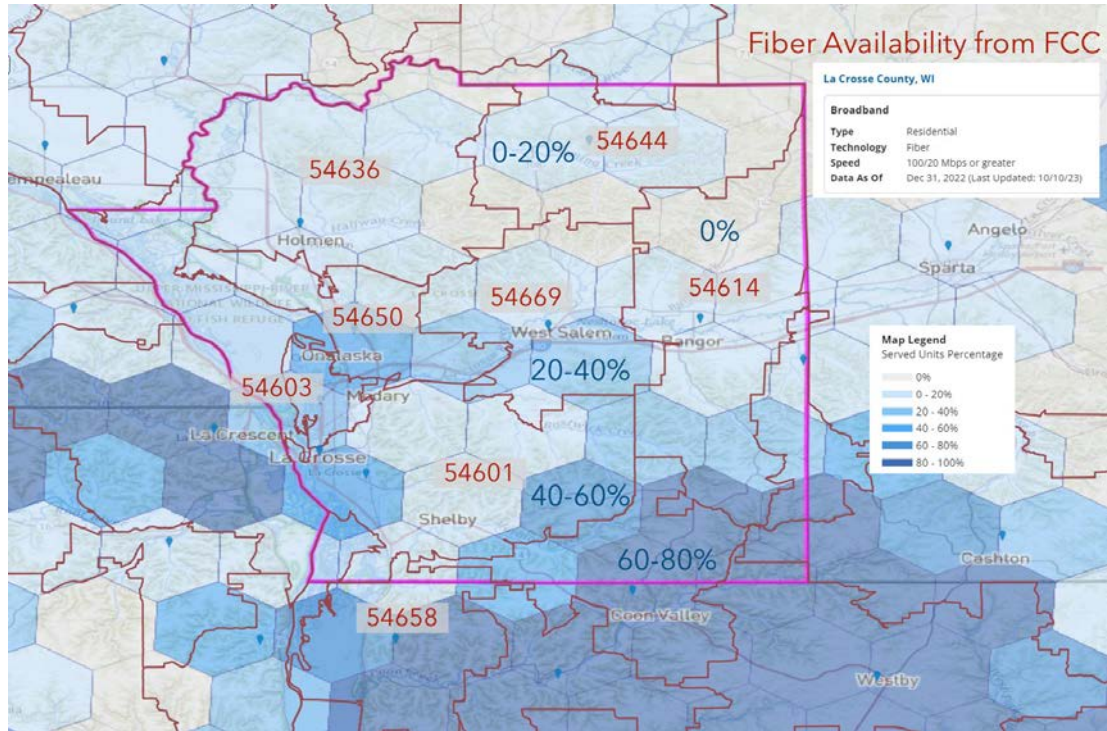 Fiber Availability from FCC
La Crosse County, WI
Broadband
Type Residential
Technology Fiber
Speed 100/20 Mbps or greater
Data As Of Dec 31, 2022 (Last Updated: 10/10/23)
54644
0-20%
54636
empealeau
0%
Angelo
Holmen
Sparta
54669
54614
54650
West Salem
Bangor
Onalaska
20-40%
54603
Medary
Map Legend
Served Units Percentage
0%
0 - 20%
20 - 40%
40 - 60%
60 - 80%
80 - 100%
La Crescent
La Crosse
La Crosse
54601
40-60%
Shelby
60-80%
Cashton
54658
Coon Valley
Westby